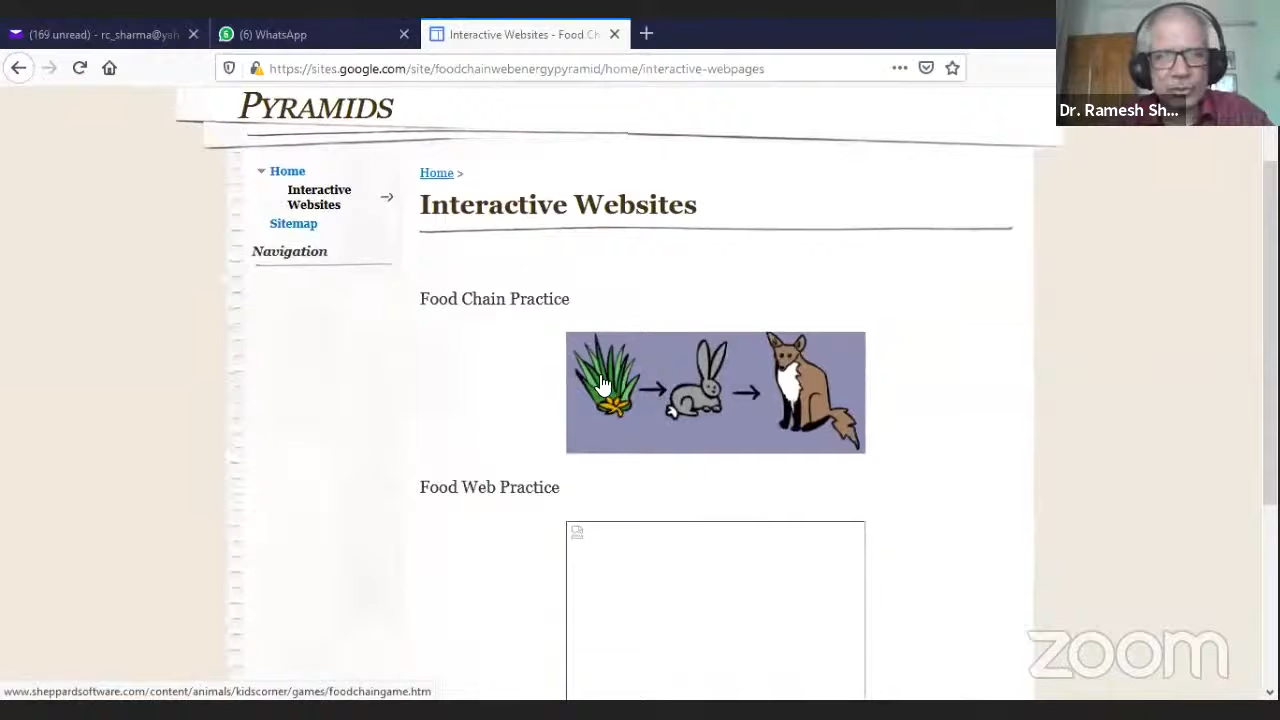 (169 unread) - rc_sharma@yah
(6) WhatsApp
Interactive Websites - Food Ch
https://sites.google.com/site/foodchainwebenergypyramid/home/interactive-webpages
Dr. Ramesh Sh...
PYRAMIDS
Home
Interactive
Websites
Sitemap
Navigation
Home >
Interactive Websites
Food Chain Practice
Food Web Practice
zoom
www.sheppardsoftware.com/content/animals/kidscorner/games/foodchaingame.htm